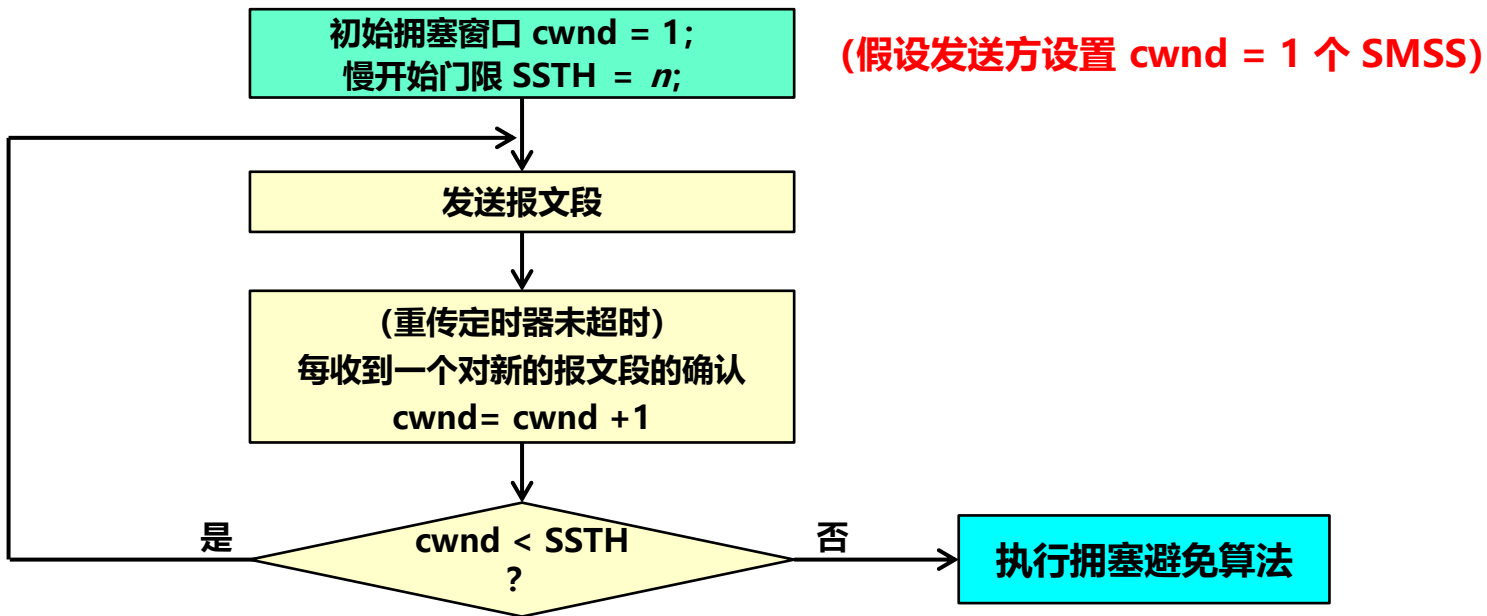 初始拥塞窗口 cwnd = 1；
慢开始门限 SSTH = n；
（假设发送方设置 cwnd = 1 个 SMSS）
发送报文段
（重传定时器未超时）
每收到一个对新的报文段的确认
cwnd= cwnd +1
是
cwnd < SSTH
?
否
执行拥塞避免算法